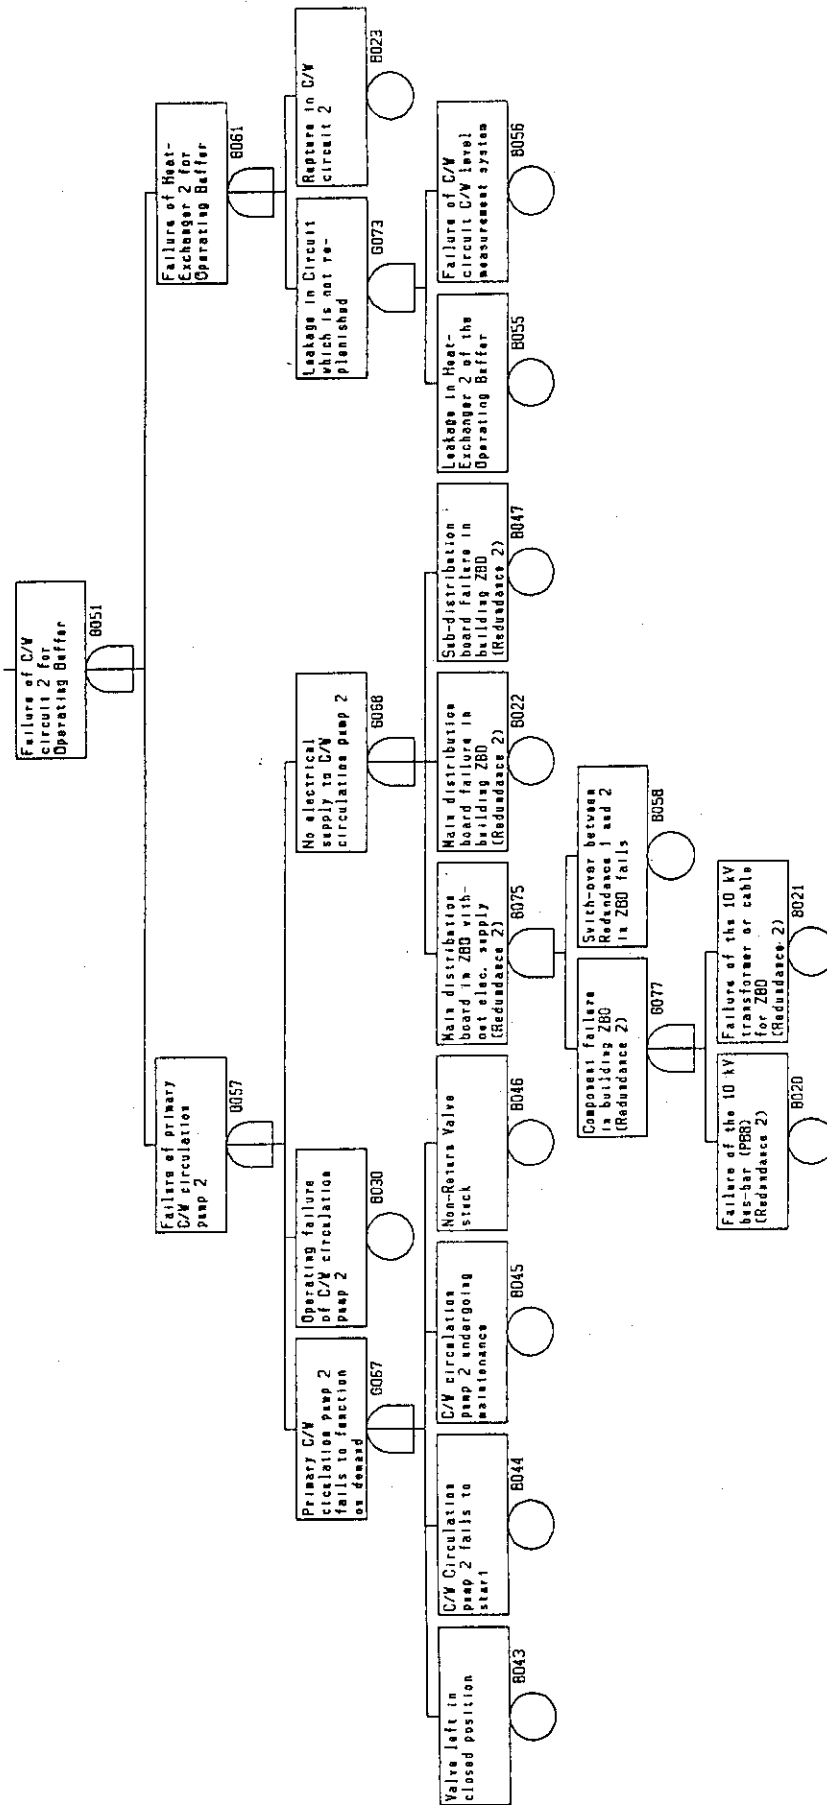 Failure of C/W
circuit 2 for
Operating Buffer
G051
Failure of primary
C/W circulation
pump 2
G057
Failure of Heat-
Exchanger 2 for
Operating Buffer
G061
Primary C/W
ciculation pump 2
fails to function
on demand
G067
Operating failure
of C/W circulation
pump 2
B030
No electrical
supply to C/W
circulation pump 2
G068
Leakage in Circuit
which is not re-
plenished
G073
Rupture in C/W
circuit 2
B023
Valve left in
closed position
B043
C/W Circulation
pump 2 fails to
start
B044
C/W circulation
pump 2 undergoing
maintenance
B045
Non-Return Valve
stuck
B046
Main distribution
board in ZBD with-
out elec. supply
(Redundance 2)
G075
Main distribution
board failure in
building ZBD
(Redundance 2)
B022
Sub-distribution
board failure in
building ZBD
(Redundance 2)
B047
Leakage in Heat-
Exchanger 2 of the
Operating Buffer
B055
Failure of C/W
circuit C/W level
measurement system
B056
Component failure
in building ZBD
(Redundance 2)
G077
Swith-over between
Redundance 1 and 2
in ZBD fails
B058
Failure of the 10 kV
bus-bar (PBB)
(Redundance 2)
B020
Failure of the 10 kV
transformer or cable
for ZBD
(Redundance 2)
B021